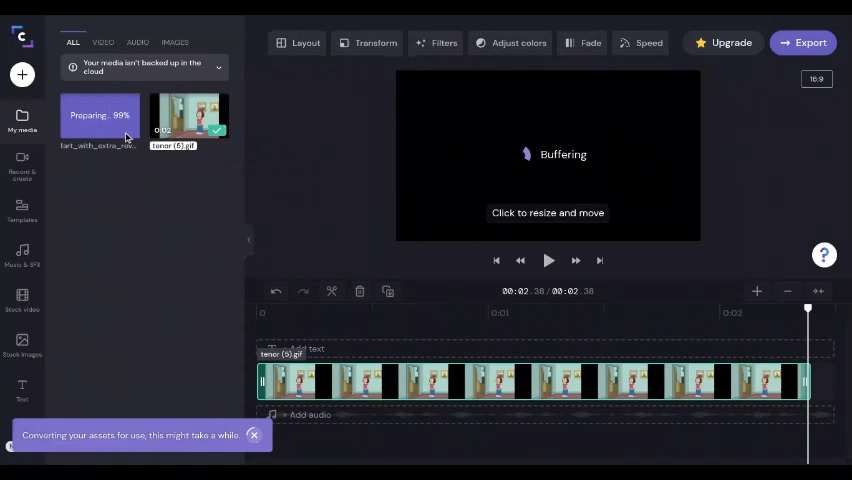 ALL VIDEO AUDIO IMAGES
Layout Transform Filters Adjust colors Fade Speed Upgrade Export
Your media isn't backed up in the
cloud
16:9
My media
Preparing... 99%
0:02
fart_with_extra_rev...
tenor (5).gif
Buffering
Click to resize and move
Record &
create
Templates
Music & SFX
Stock video
Stock images
Text
?
00:02.38 / 00:02.38
0 0:01 0:02
Add text
tenor (5).gif
+ Add audio
Converting your assets for use, this might take a while.